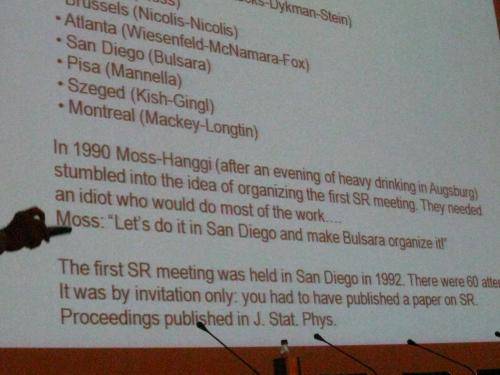 ocks-Dykman-Stein)
Brussels (Nicolis-Nicolis)
• Atlanta (Wiesenfeld-McNamara-Fox)
• San Diego (Bulsara)
• Pisa (Mannella)
• Szeged (Kish-Gingl)
• Montreal (Mackey-Longtin)
In 1990 Moss-Hanggi (after an evening of heavy drinking in Augsburg)
stumbled into the idea of organizing the first SR meeting. They needed
an idiot who would do most of the work....
Moss: “Let's do it in San Diego and make Bulsara organize it!”
The first SR meeting was held in San Diego in 1992. There were 60 atte
It was by invitation only: you had to have published a paper on SR.
Proceedings published in J. Stat. Phys.